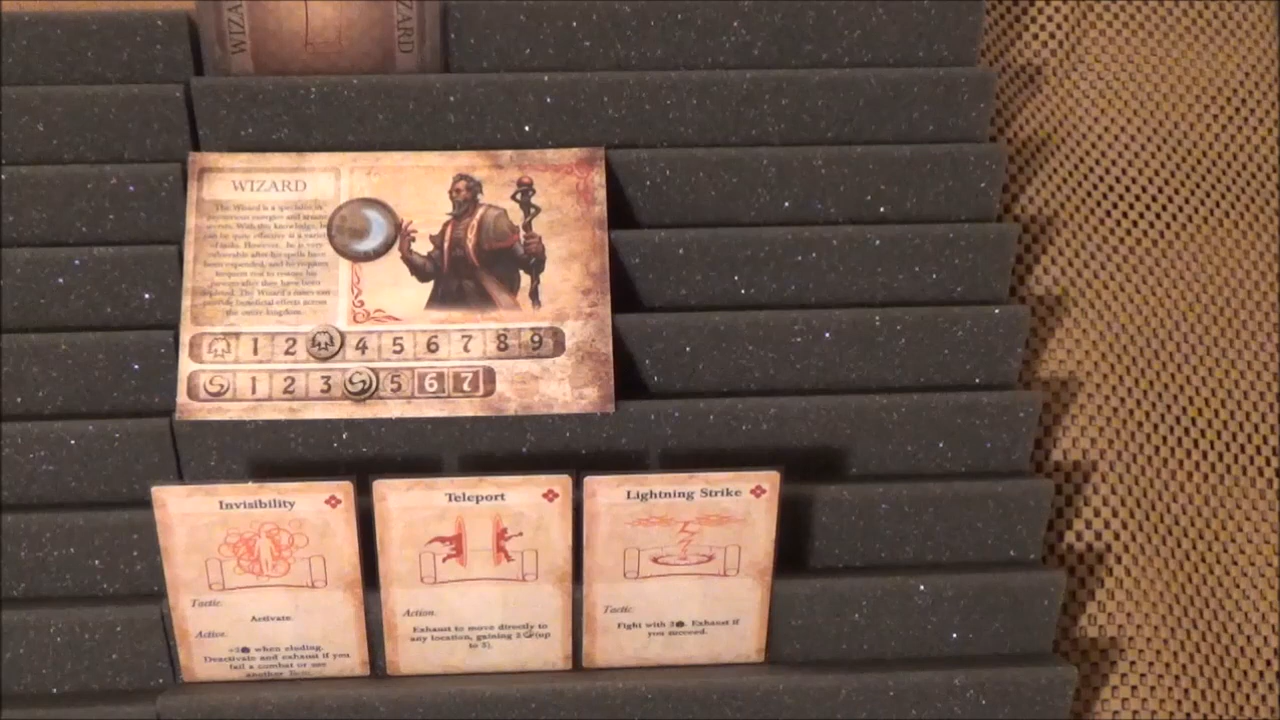 WIZARD
WIZARD
WIZARD
The Wizard is a specialist in
mysterious energies and arcane
secrets. With this knowledge, he
can be quite effective at a variety
of tasks. However, he is very
vulnerable after his spells have
been expended, and he requires
frequent rest to restore his
powers after they have been
depleted. The Wizard's runes can
provide beneficial effects across
the outer kingdom.
1 2 4 5 6 7 8 9
1 2 3 5 6 7
Invisibility
Tactic:
Activate.
Active:
when eluding.
Deactivate and exhaust if you
fail a combat or use
another
Teleport
Action:
Exhaust to move directly to
any location, gaining 2 (up
to 5).
Lightning Strike
Tactic:
Fight with 3 . Exhaust if
you succeed.